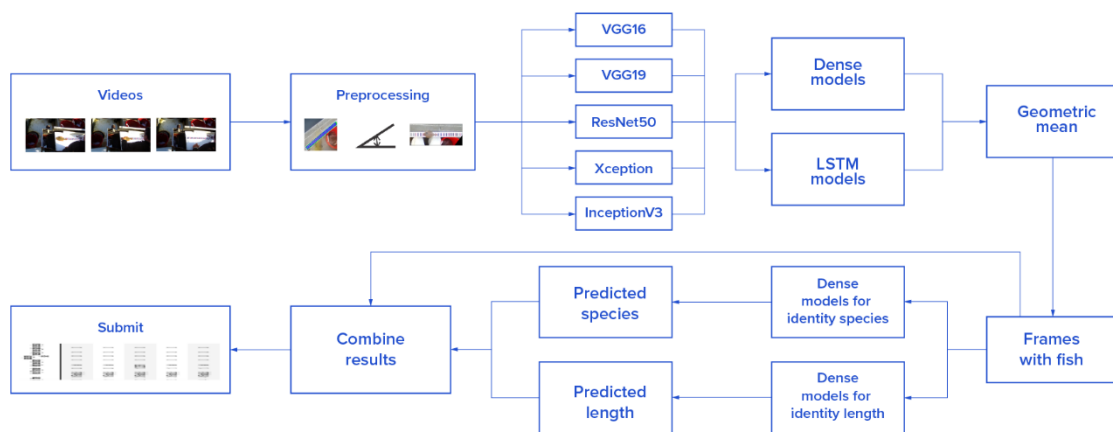 Videos
Preprocessing
VGG16
VGG19
ResNet50
Xception
InceptionV3
Dense
models
LSTM
models
Geometric
mean
Frames
with fish
Dense
models for
identity species
Dense
models for
identity length
Predicted
species
Predicted
length
Combine
results
Submit